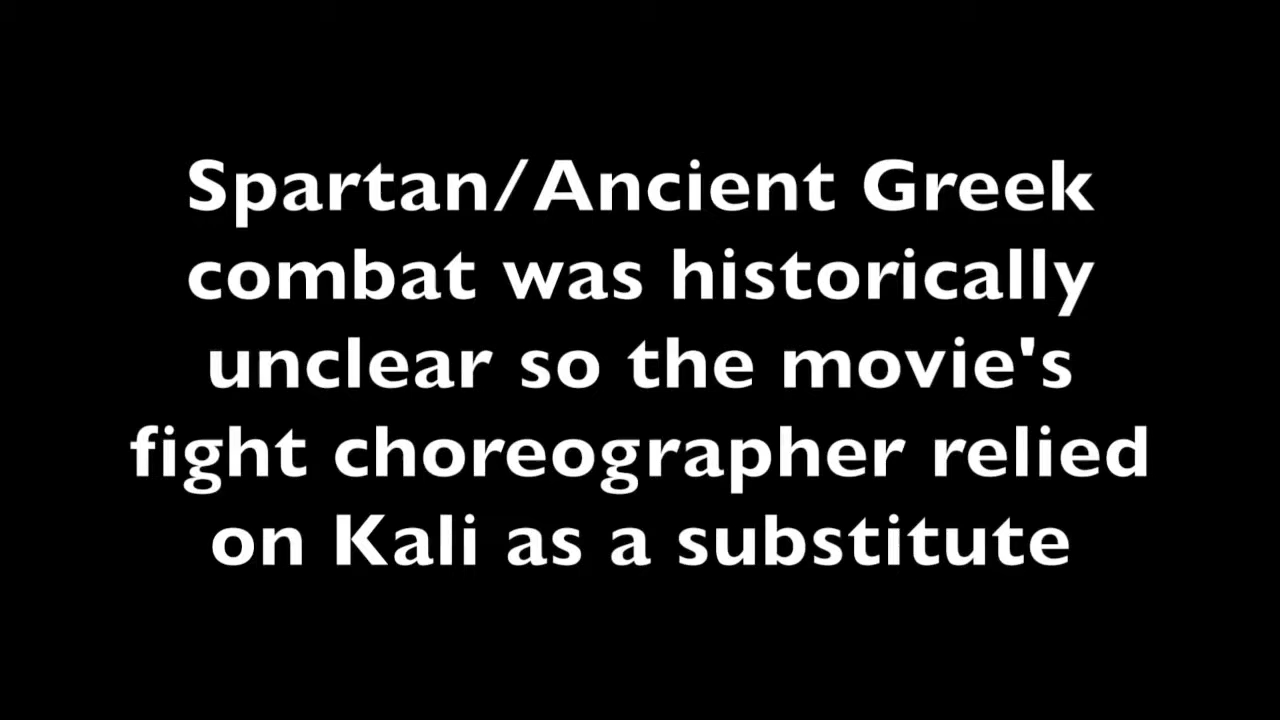 Spartan/Ancient Greek
combat was historically
unclear so the movie's
fight choreographer relied
on Kali as a substitute